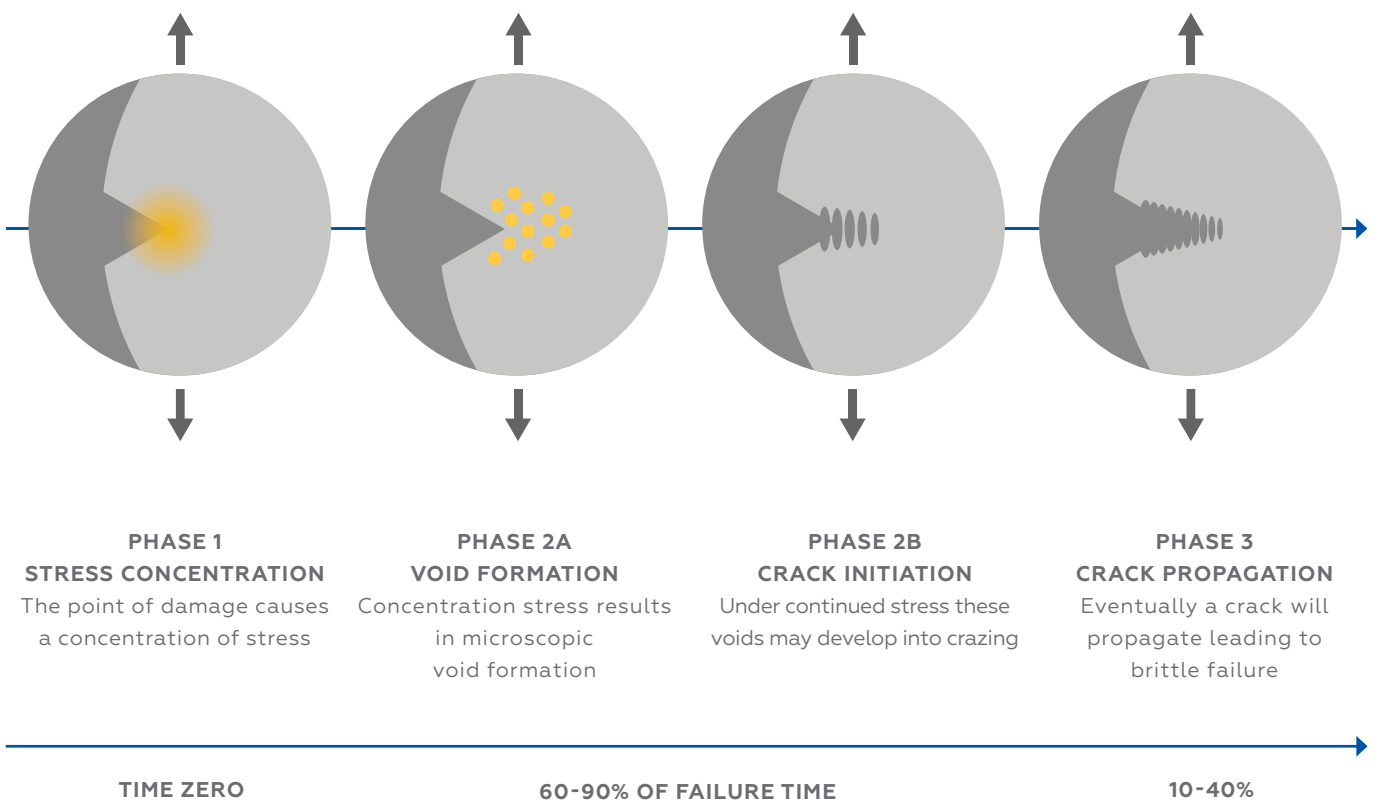 PHASE 1
STRESS CONCENTRATION
The point of damage causes
a concentration of stress
PHASE 2A
VOID FORMATION
Concentration stress results
in microscopic
void formation
PHASE 2B
CRACK INITIATION
Under continued stress these
voids may develop into crazing
PHASE 3
CRACK PROPAGATION
Eventually a crack will
propagate leading to
brittle failure
TIME ZERO
60-90% OF FAILURE TIME
10-40%